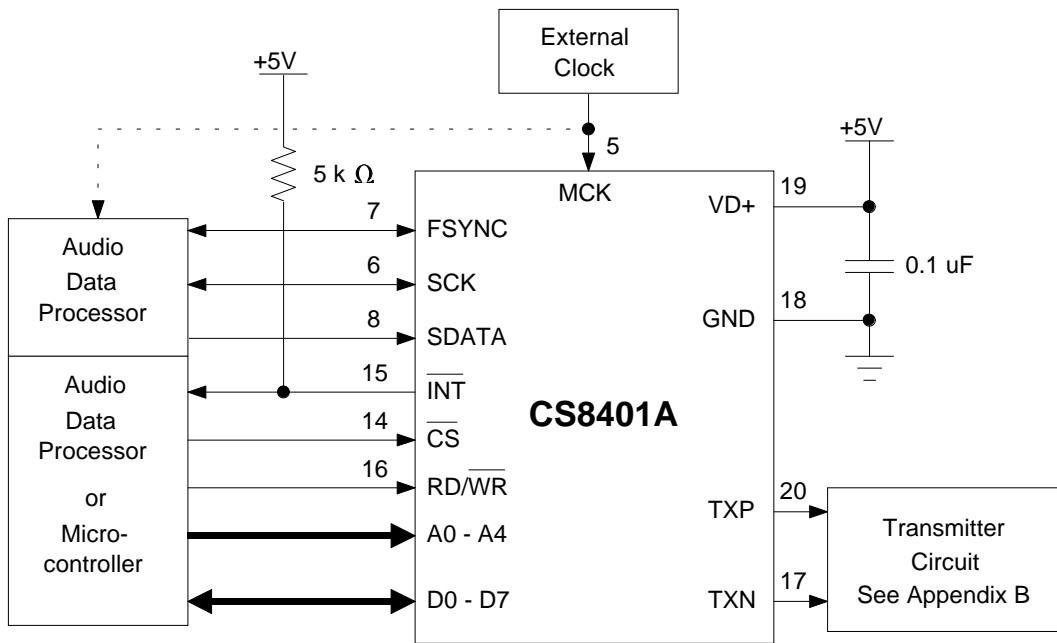 External
Clock
+5V
+5V
5
5 k Ω
MCK
19
VD+
7
FSYNC
Audio
Data
Processor
6
SCK
0.1 uF
8
SDATA
18
GND
Audio
Data
Processor
or
Micro-
controller
15
INT
14
CS
CS8401A
16
RD/WR
A0 - A4
D0 - D7
20
TXP
17
TXN
Transmitter
Circuit
See Appendix B